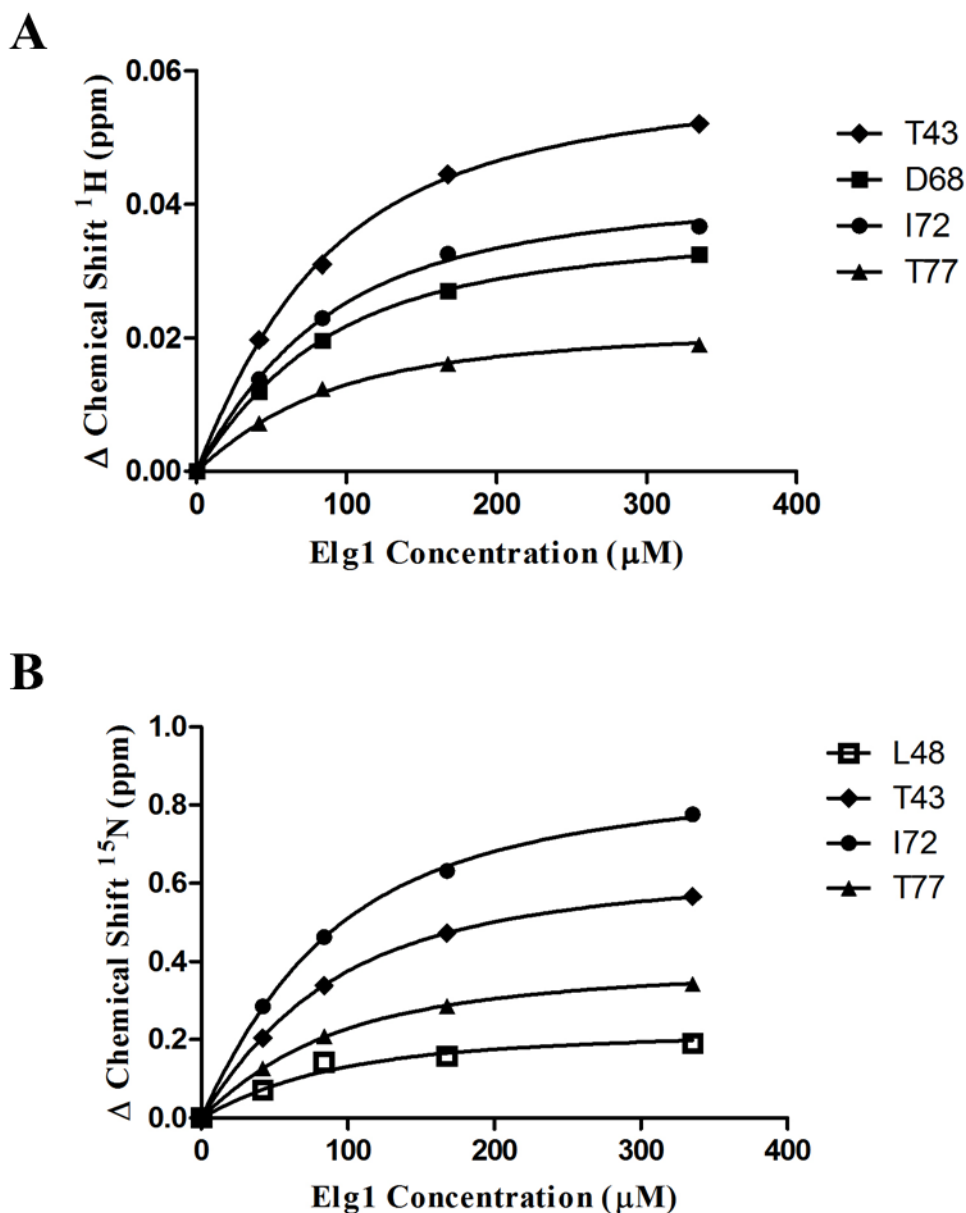 A
Δ Chemical Shift ¹H (ppm)
0.06
0.04
0.02
0.00
0
100
200
300
400
Elg1 Concentration (μM)
T43
D68
I72
T77
B
Δ Chemical Shift ¹⁵N (ppm)
1.0
0.8
0.6
0.4
0.2
0.0
0
100
200
300
400
Elg1 Concentration (μM)
L48
T43
I72
T77